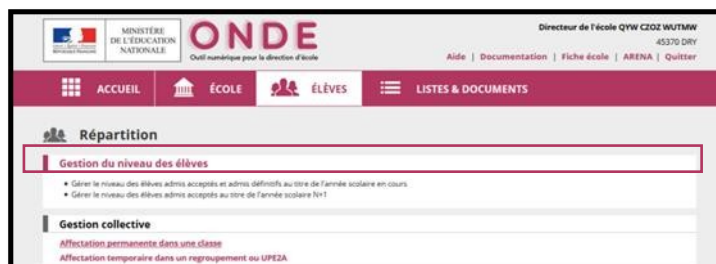 MINISTÈRE
DE L'ÉDUCATION
NATIONALE
ONDE
Outil numérique pour la direction d'école
Directeur de l'école QYW CZOZ WUTMW
45370 DRY
Aide | Documentation | Fiche école | ARENA | Quitter
ACCUEIL ÉCOLE ÉLÈVES LISTES & DOCUMENTS
Répartition
Gestion du niveau des élèves
Gérer le niveau des élèves admis acceptés et admis définitifs au titre de l'année scolaire en cours
Gérer le niveau des élèves admis acceptés au titre de l'année scolaire N+1
Gestion collective
Affectation permanente dans une classe
Affectation temporaire dans un regroupement ou UPE2A